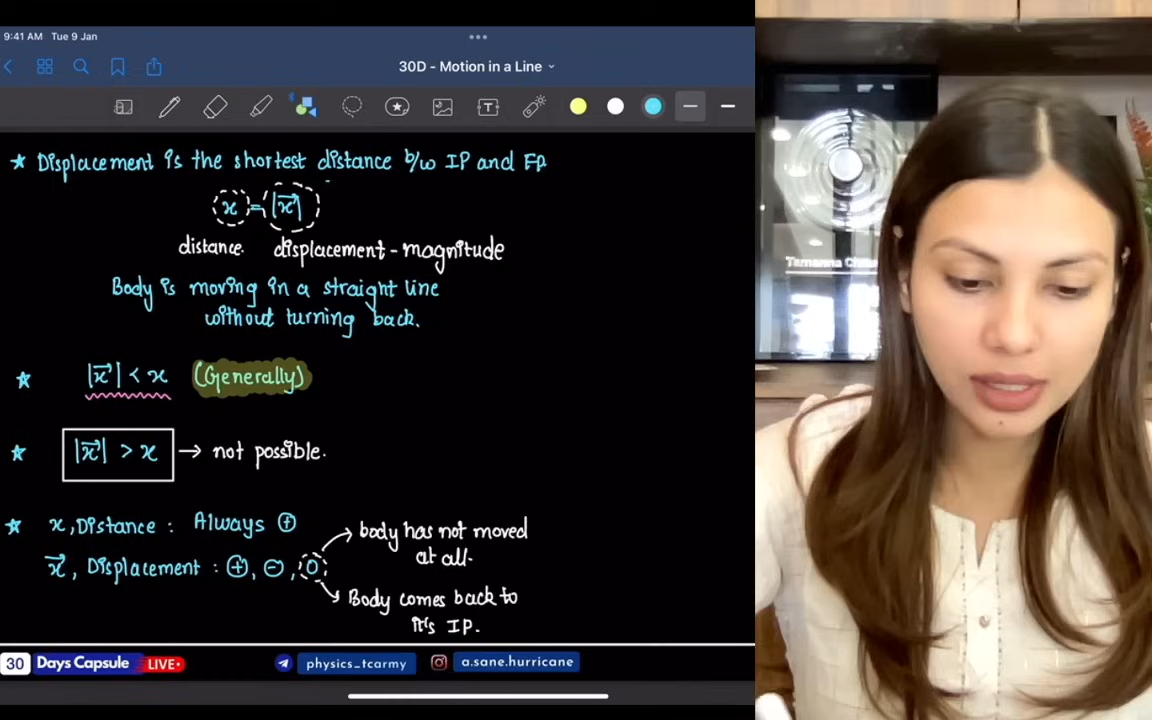 9:41 AM Tue 9 Jan
30D - Motion in a Line
★ Displacement is the shortest distance b/w IP and FP
x = |x⃗|
distance. displacement - magnitude
Body is moving in a straight line
without turning back.
★ |x⃗| < x (Generally)
★ |x⃗| > x → not possible.
★ x, Distance : Always ⊕
x⃗, Displacement : ⊕, ⊖, 0
body has not moved
at all.
Body comes back to
it's IP.
30 Days Capsule LIVE
physics_tcarmy
a.sane.hurricane
Tamanna